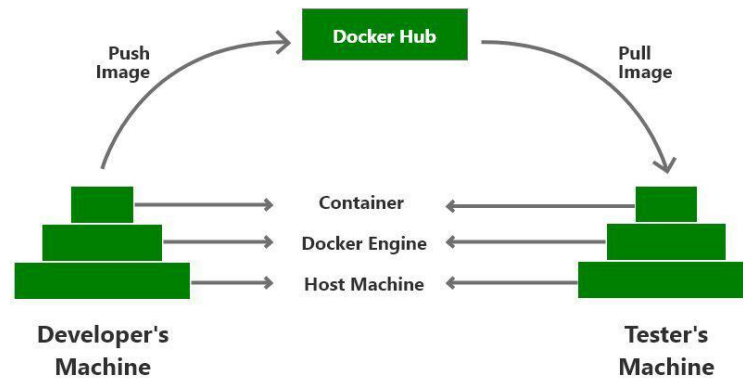 Docker Hub
Push
Image
Pull
Image
Container
Docker Engine
Host Machine
Developer's
Machine
Tester's
Machine